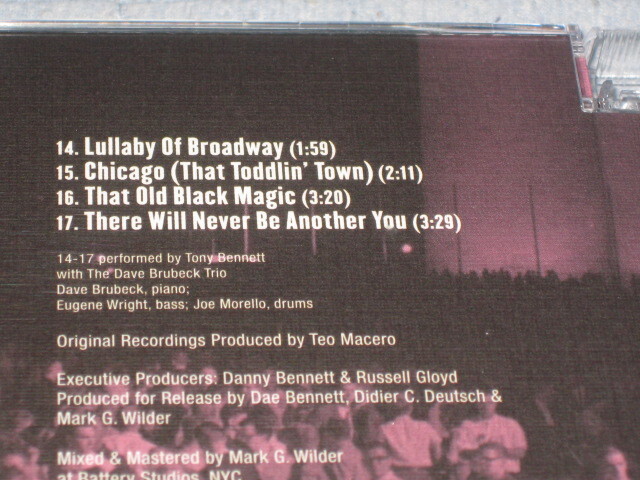 14. Lullaby Of Broadway (1:59)
15. Chicago (That Toddlin' Town) (2:11)
16. That Old Black Magic (3:20)
17. There Will Never Be Another You (3:29)
14-17 performed by Tony Bennett
with The Dave Brubeck Trio
Dave Brubeck, piano;
Eugene Wright, bass; Joe Morello, drums
Original Recordings Produced by Teo Macero
Executive Producers: Danny Bennett & Russell Gloyd
Produced for Release by Dae Bennett, Didier C. Deutsch &
Mark G. Wilder
Mixed & Mastered by Mark G. Wilder
at Battery Studios, NYC